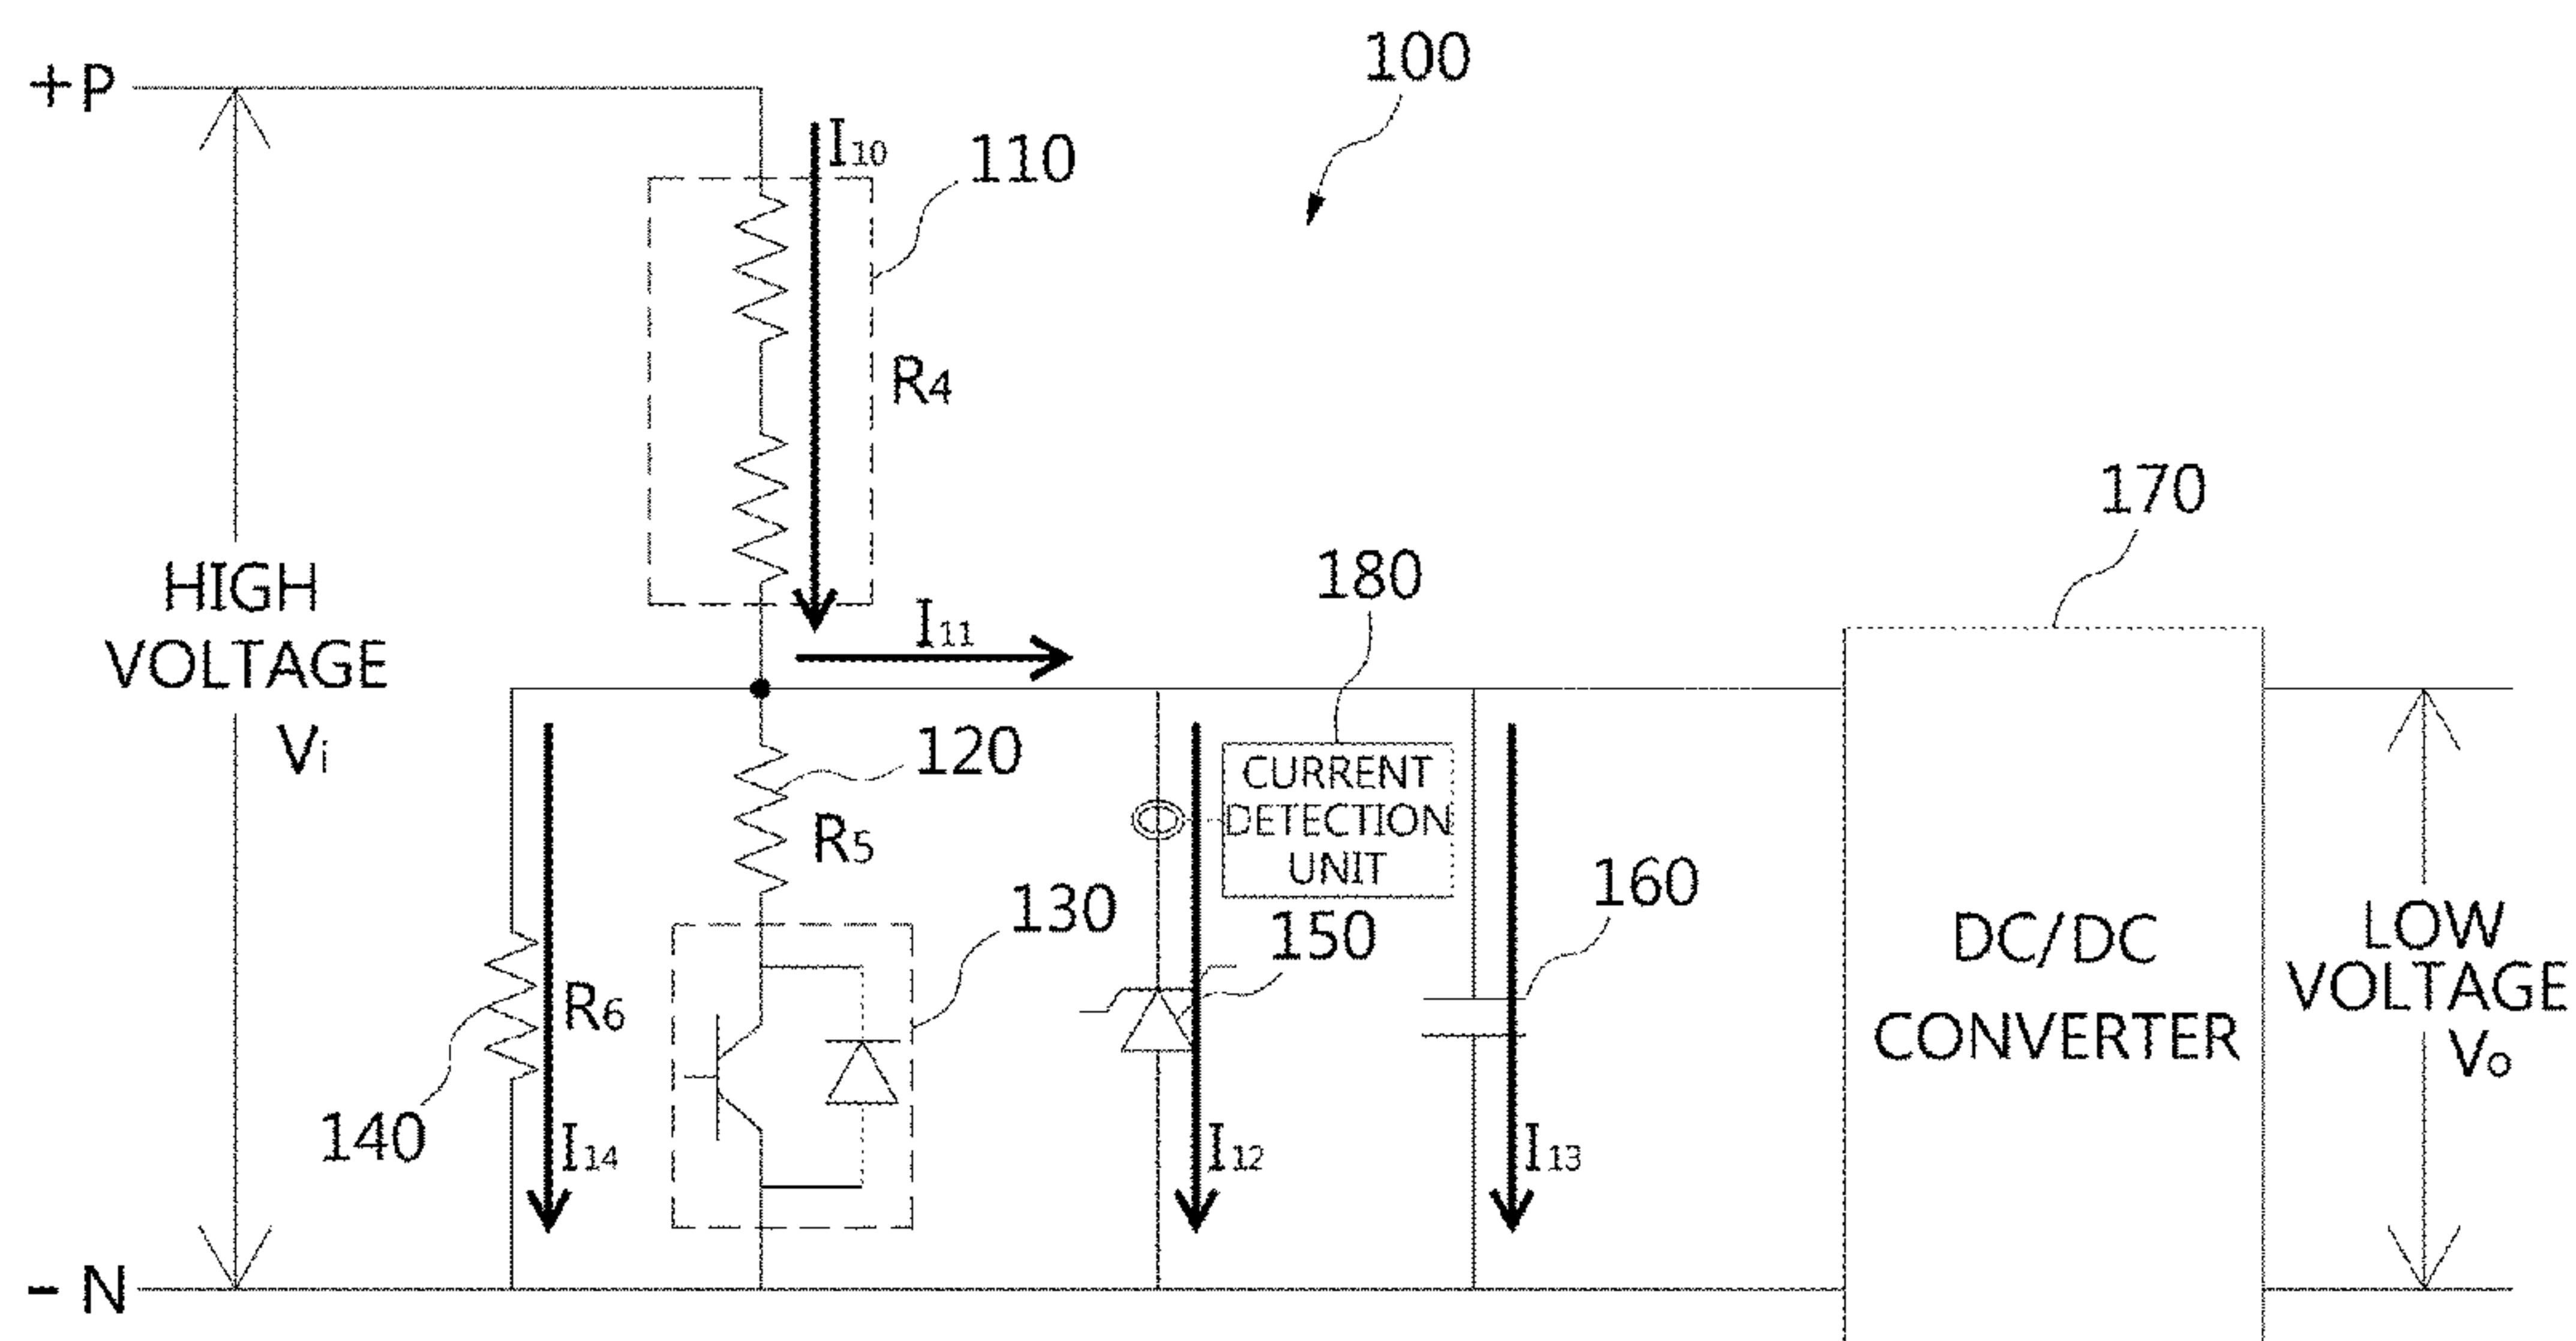 100
+P
I10
110
R4
HIGH
VOLTAGE
Vi
I11
180
170
120
R5
CURRENT
DETECTION
UNIT
130
150
160
R6
140
I14
I12
I13
DC/DC
CONVERTER
LOW
VOLTAGE
Vo
- N